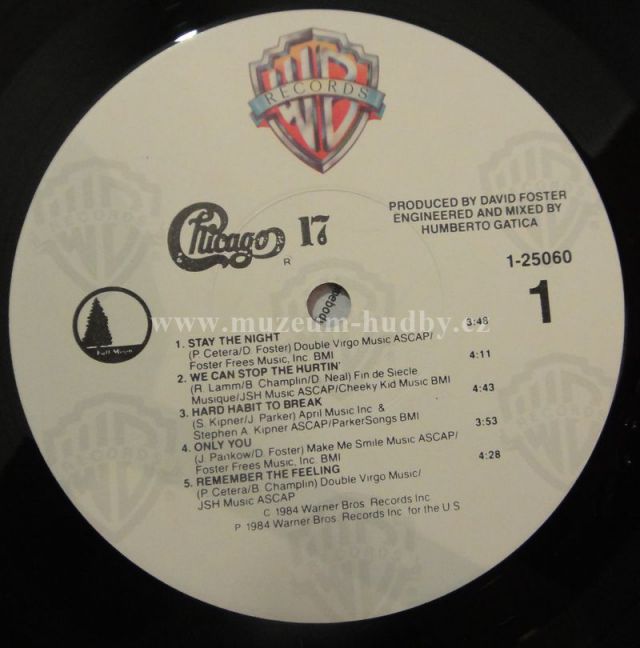 WB
RECORDS
Chicago 17
R
PRODUCED BY DAVID FOSTER
ENGINEERED AND MIXED BY
HUMBERTO GATICA
1-25060
1
Full Moon
www.muzeum-hudby.cz
1. STAY THE NIGHT 3:48
(P. Cetera/D. Foster) Double Virgo Music ASCAP/
Foster Frees Music, Inc. BMI
2. WE CAN STOP THE HURTIN' 4:11
(R. Lamm/B. Champlin/D. Neal) Fin de Siecle
Musique/JSH Music ASCAP/Cheeky Kid Music BMI
3. HARD HABIT TO BREAK 4:43
(S. Kipner/J. Parker) April Music Inc &
Stephen A. Kipner ASCAP/ParkerSongs BMI
4. ONLY YOU 3:53
(J. Pankow/D. Foster) Make Me Smile Music ASCAP/
Foster Frees Music, Inc. BMI
5. REMEMBER THE FEELING 4:28
(P. Cetera/B. Champlin) Double Virgo Music/
JSH Music ASCAP
C 1984 Warner Bros. Records Inc
P 1984 Warner Bros. Records Inc for the U S